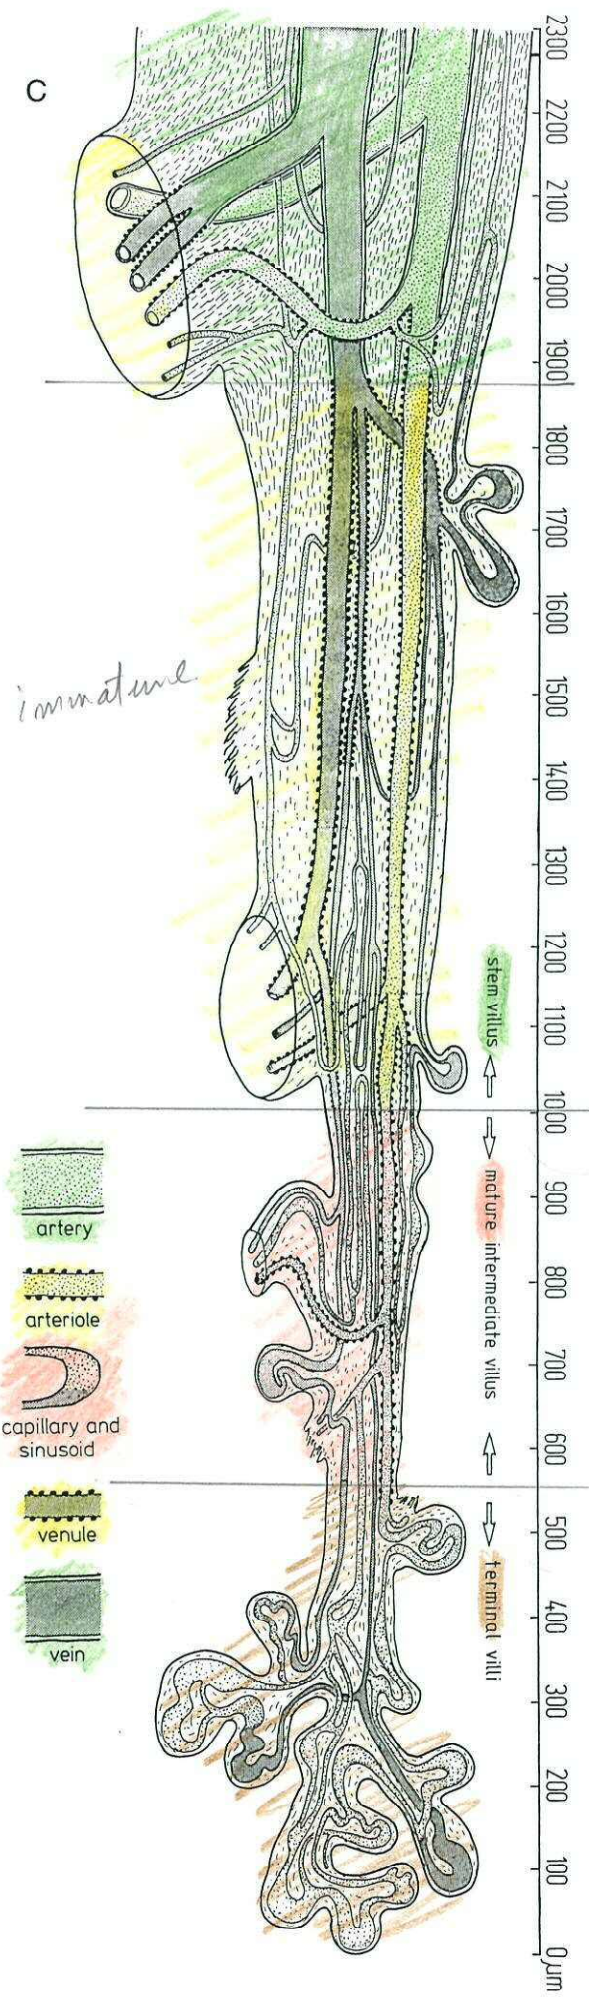 C
2300
2200
2100
2000
1900
1800
1700
1600
1500
1400
1300
1200
1100
1000
900
800
700
600
500
400
300
200
100
0µm
stem villus
mature intermediate villus
terminal villi
immature
artery
arteriole
capillary and
sinusoid
venule
vein